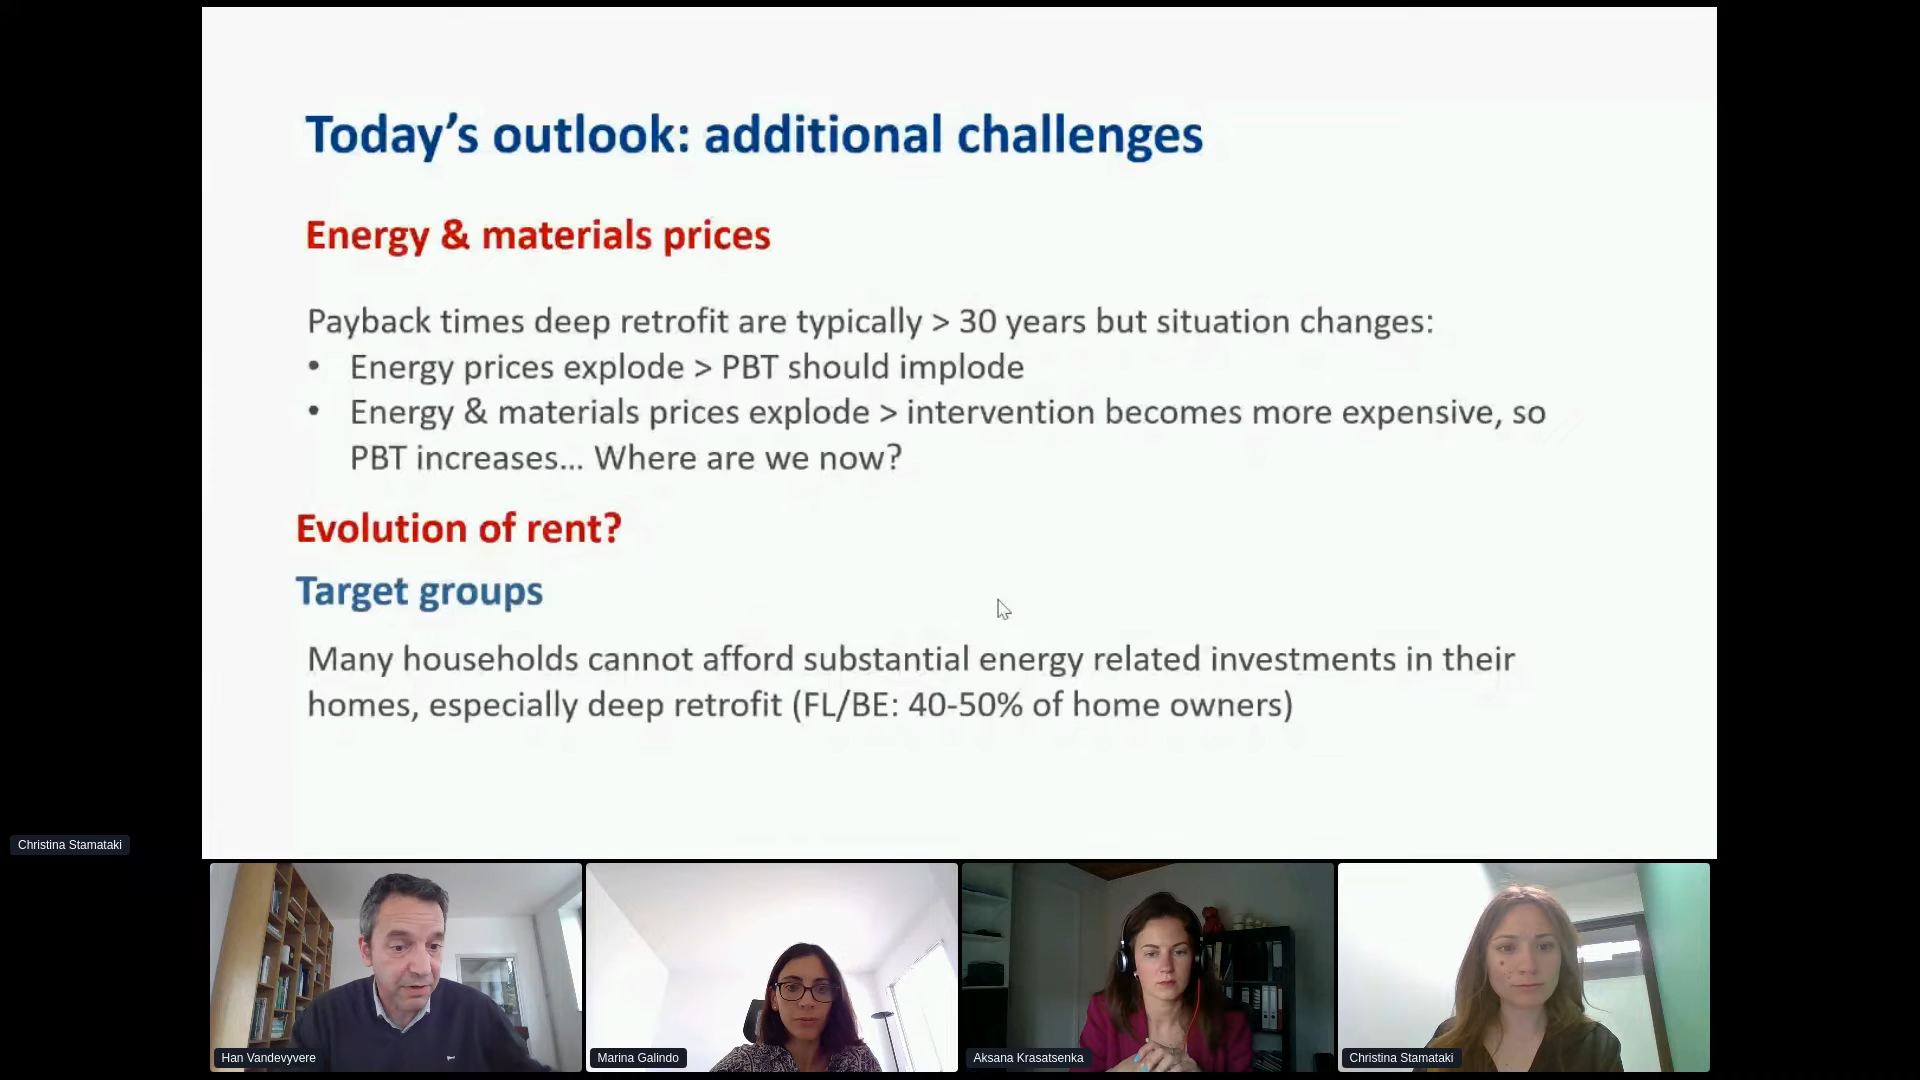 Today's outlook: additional challenges
Energy & materials prices
Payback times deep retrofit are typically > 30 years but situation changes:
• Energy prices explode > PBT should implode
• Energy & materials prices explode > intervention becomes more expensive, so
PBT increases... Where are we now?
Evolution of rent?
Target groups
Many households cannot afford substantial energy related investments in their
homes, especially deep retrofit (FL/BE: 40-50% of home owners)
Christina Stamataki
Han Vandevyvere
Marina Galindo
Aksana Krasatsenka
Christina Stamataki